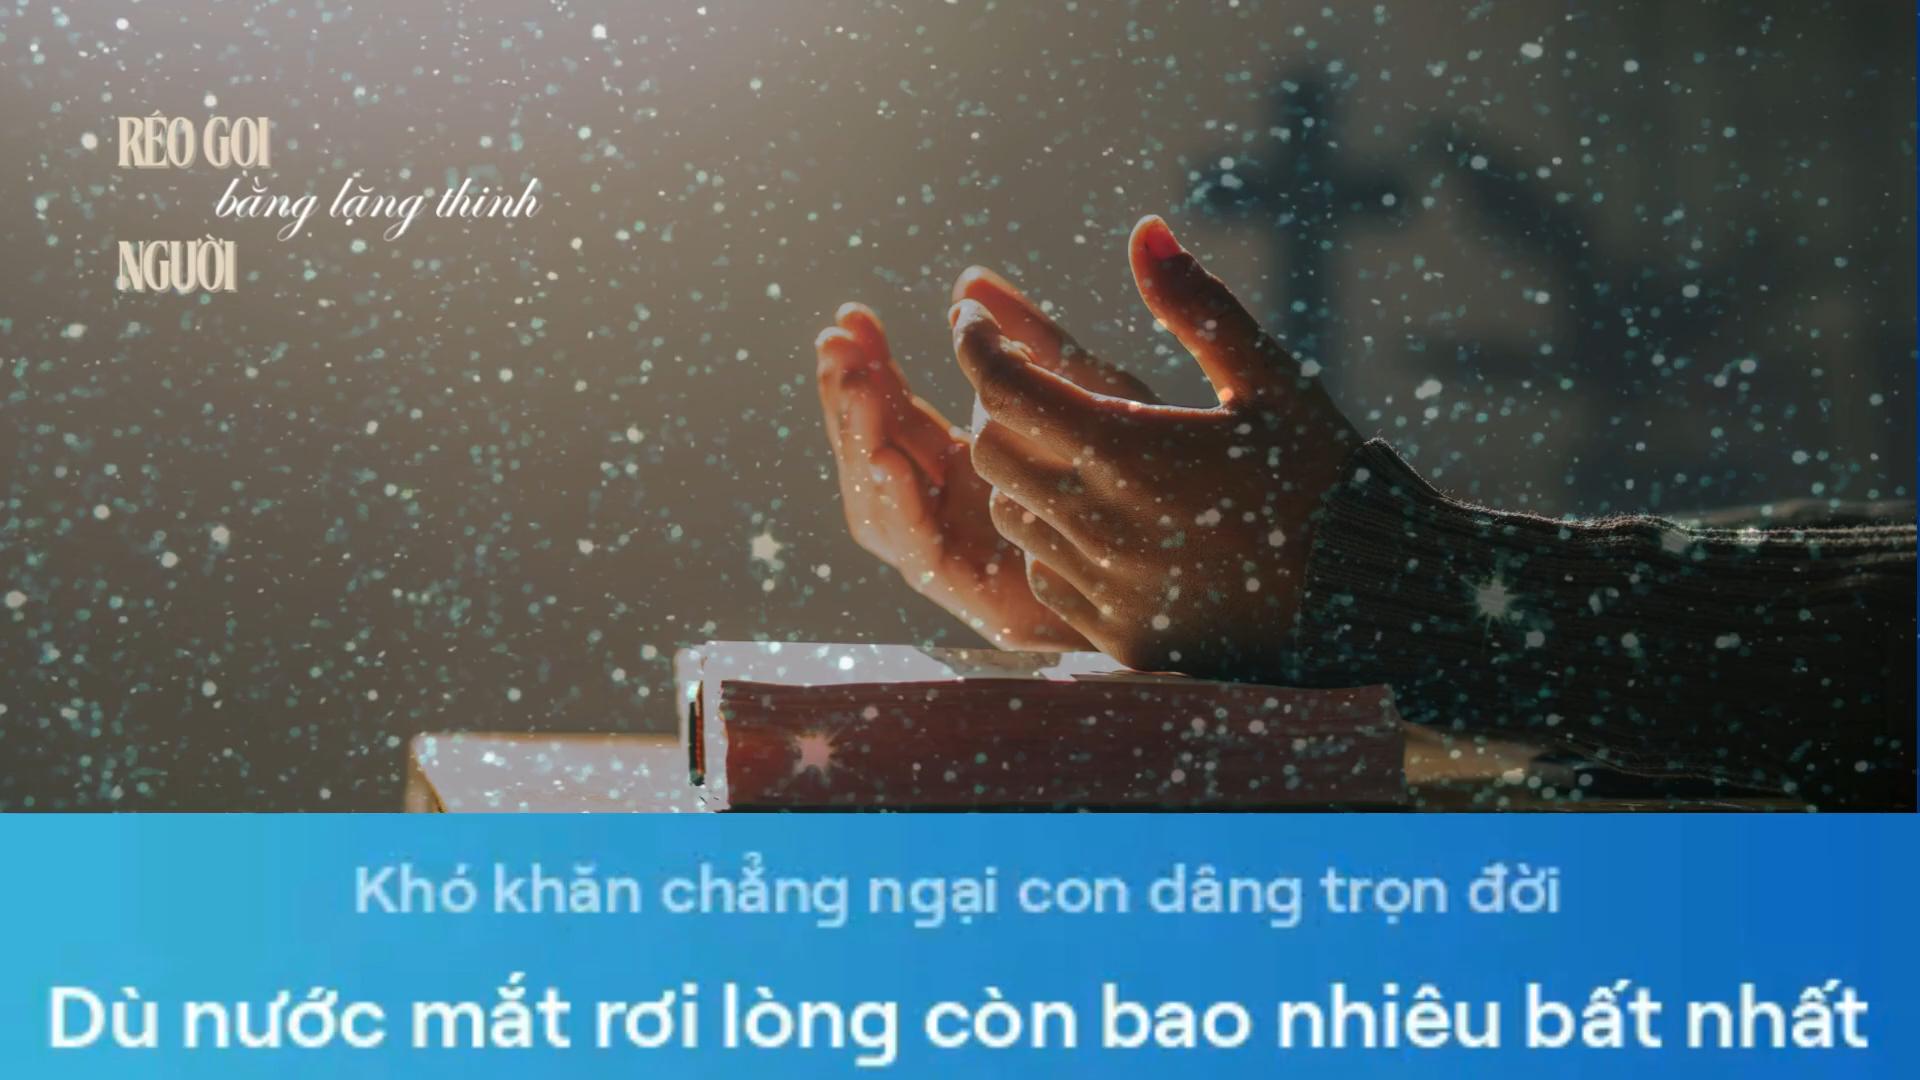 RÉO GỌI
bằng lặng thinh
NGƯỜI
Khó khăn chẳng ngại con dâng trọn đời
Dù nước mắt rơi lòng còn bao nhiêu bất nhất